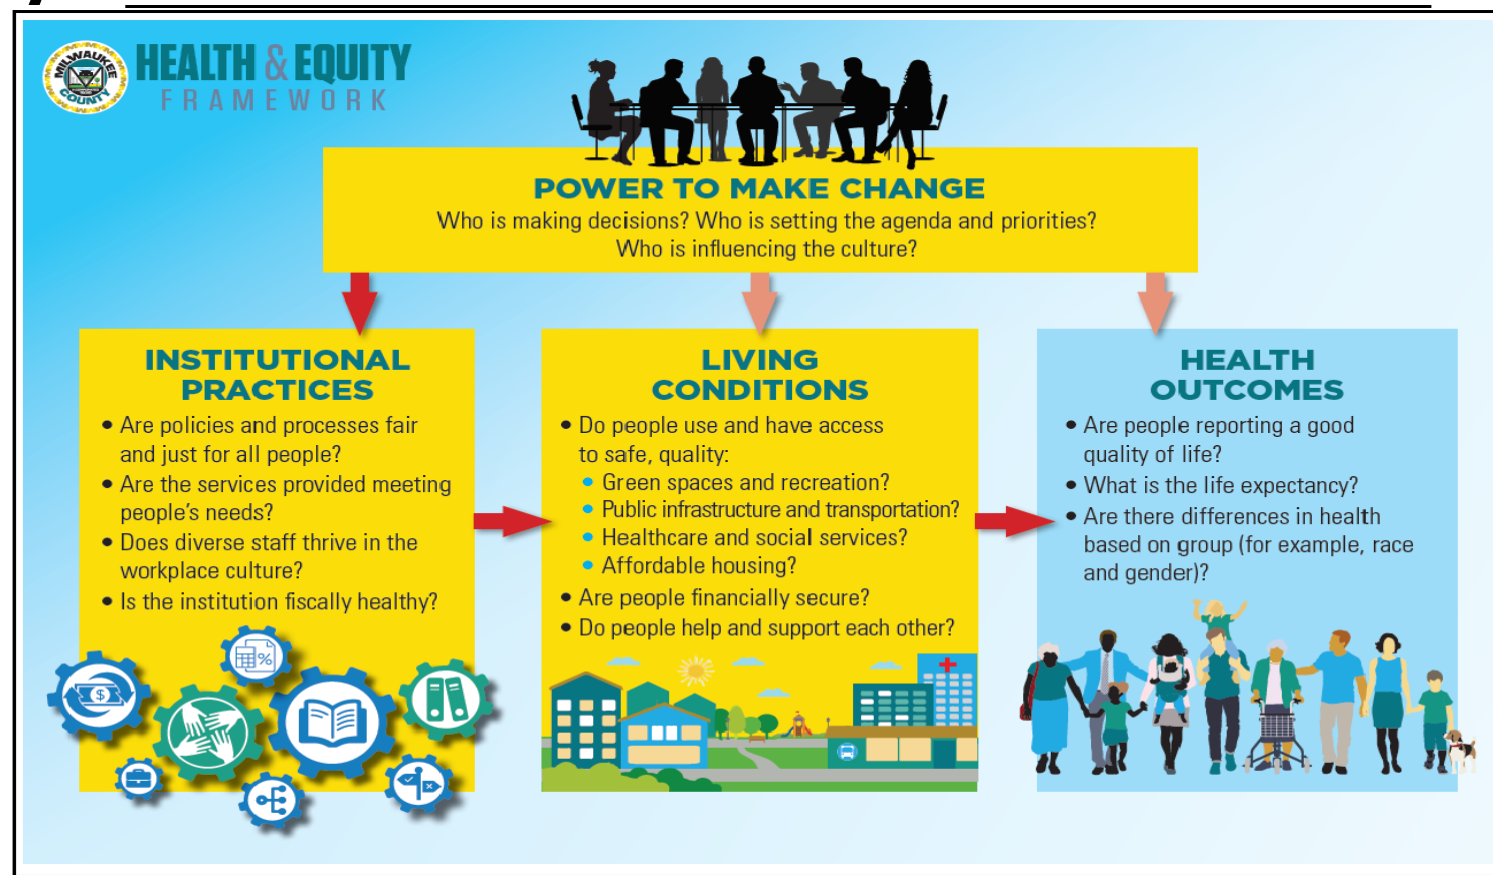 MILWAUKEE
COUNTY
HEALTH & EQUITY
FRAMEWORK
POWER TO MAKE CHANGE
Who is making decisions? Who is setting the agenda and priorities?
Who is influencing the culture?
INSTITUTIONAL
PRACTICES
• Are policies and processes fair
and just for all people?
• Are the services provided meeting
people's needs?
• Does diverse staff thrive in the
workplace culture?
• Is the institution fiscally healthy?
LIVING
CONDITIONS
• Do people use and have access
to safe, quality:
• Green spaces and recreation?
• Public infrastructure and transportation?
• Healthcare and social services?
• Affordable housing?
• Are people financially secure?
• Do people help and support each other?
HEALTH
OUTCOMES
• Are people reporting a good
quality of life?
• What is the life expectancy?
• Are there differences in health
based on group (for example, race
and gender)?